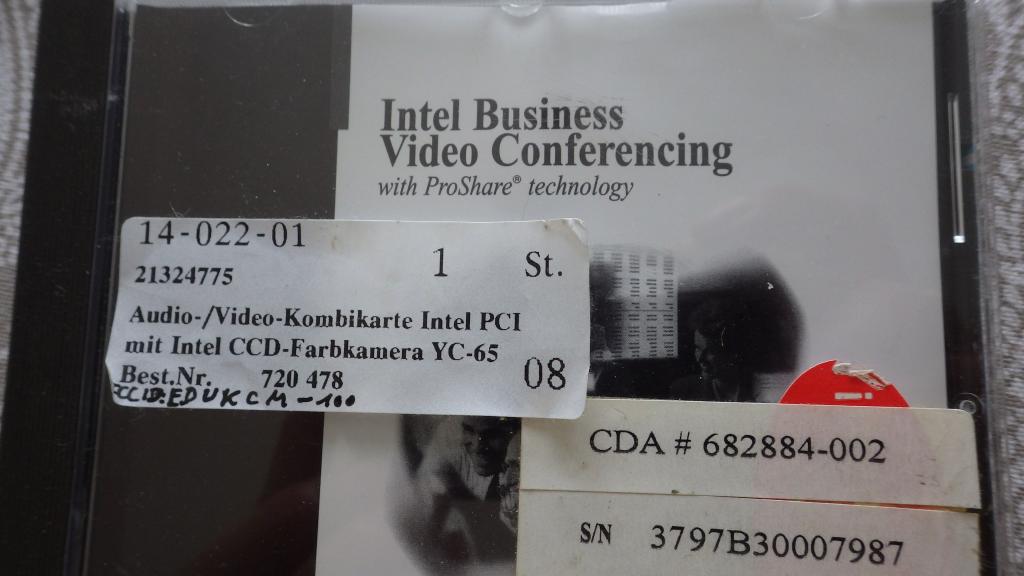 Intel Business
Video Conferencing
with ProShare® technology
14-022-01
21324775
1 St.
Audio-/Video-Kombikarte Intel PCI
mit Intel CCD-Farbkamera YC-65
Best.Nr. 720 478
08
CDA # 682884-002
S/N 3797B30007987